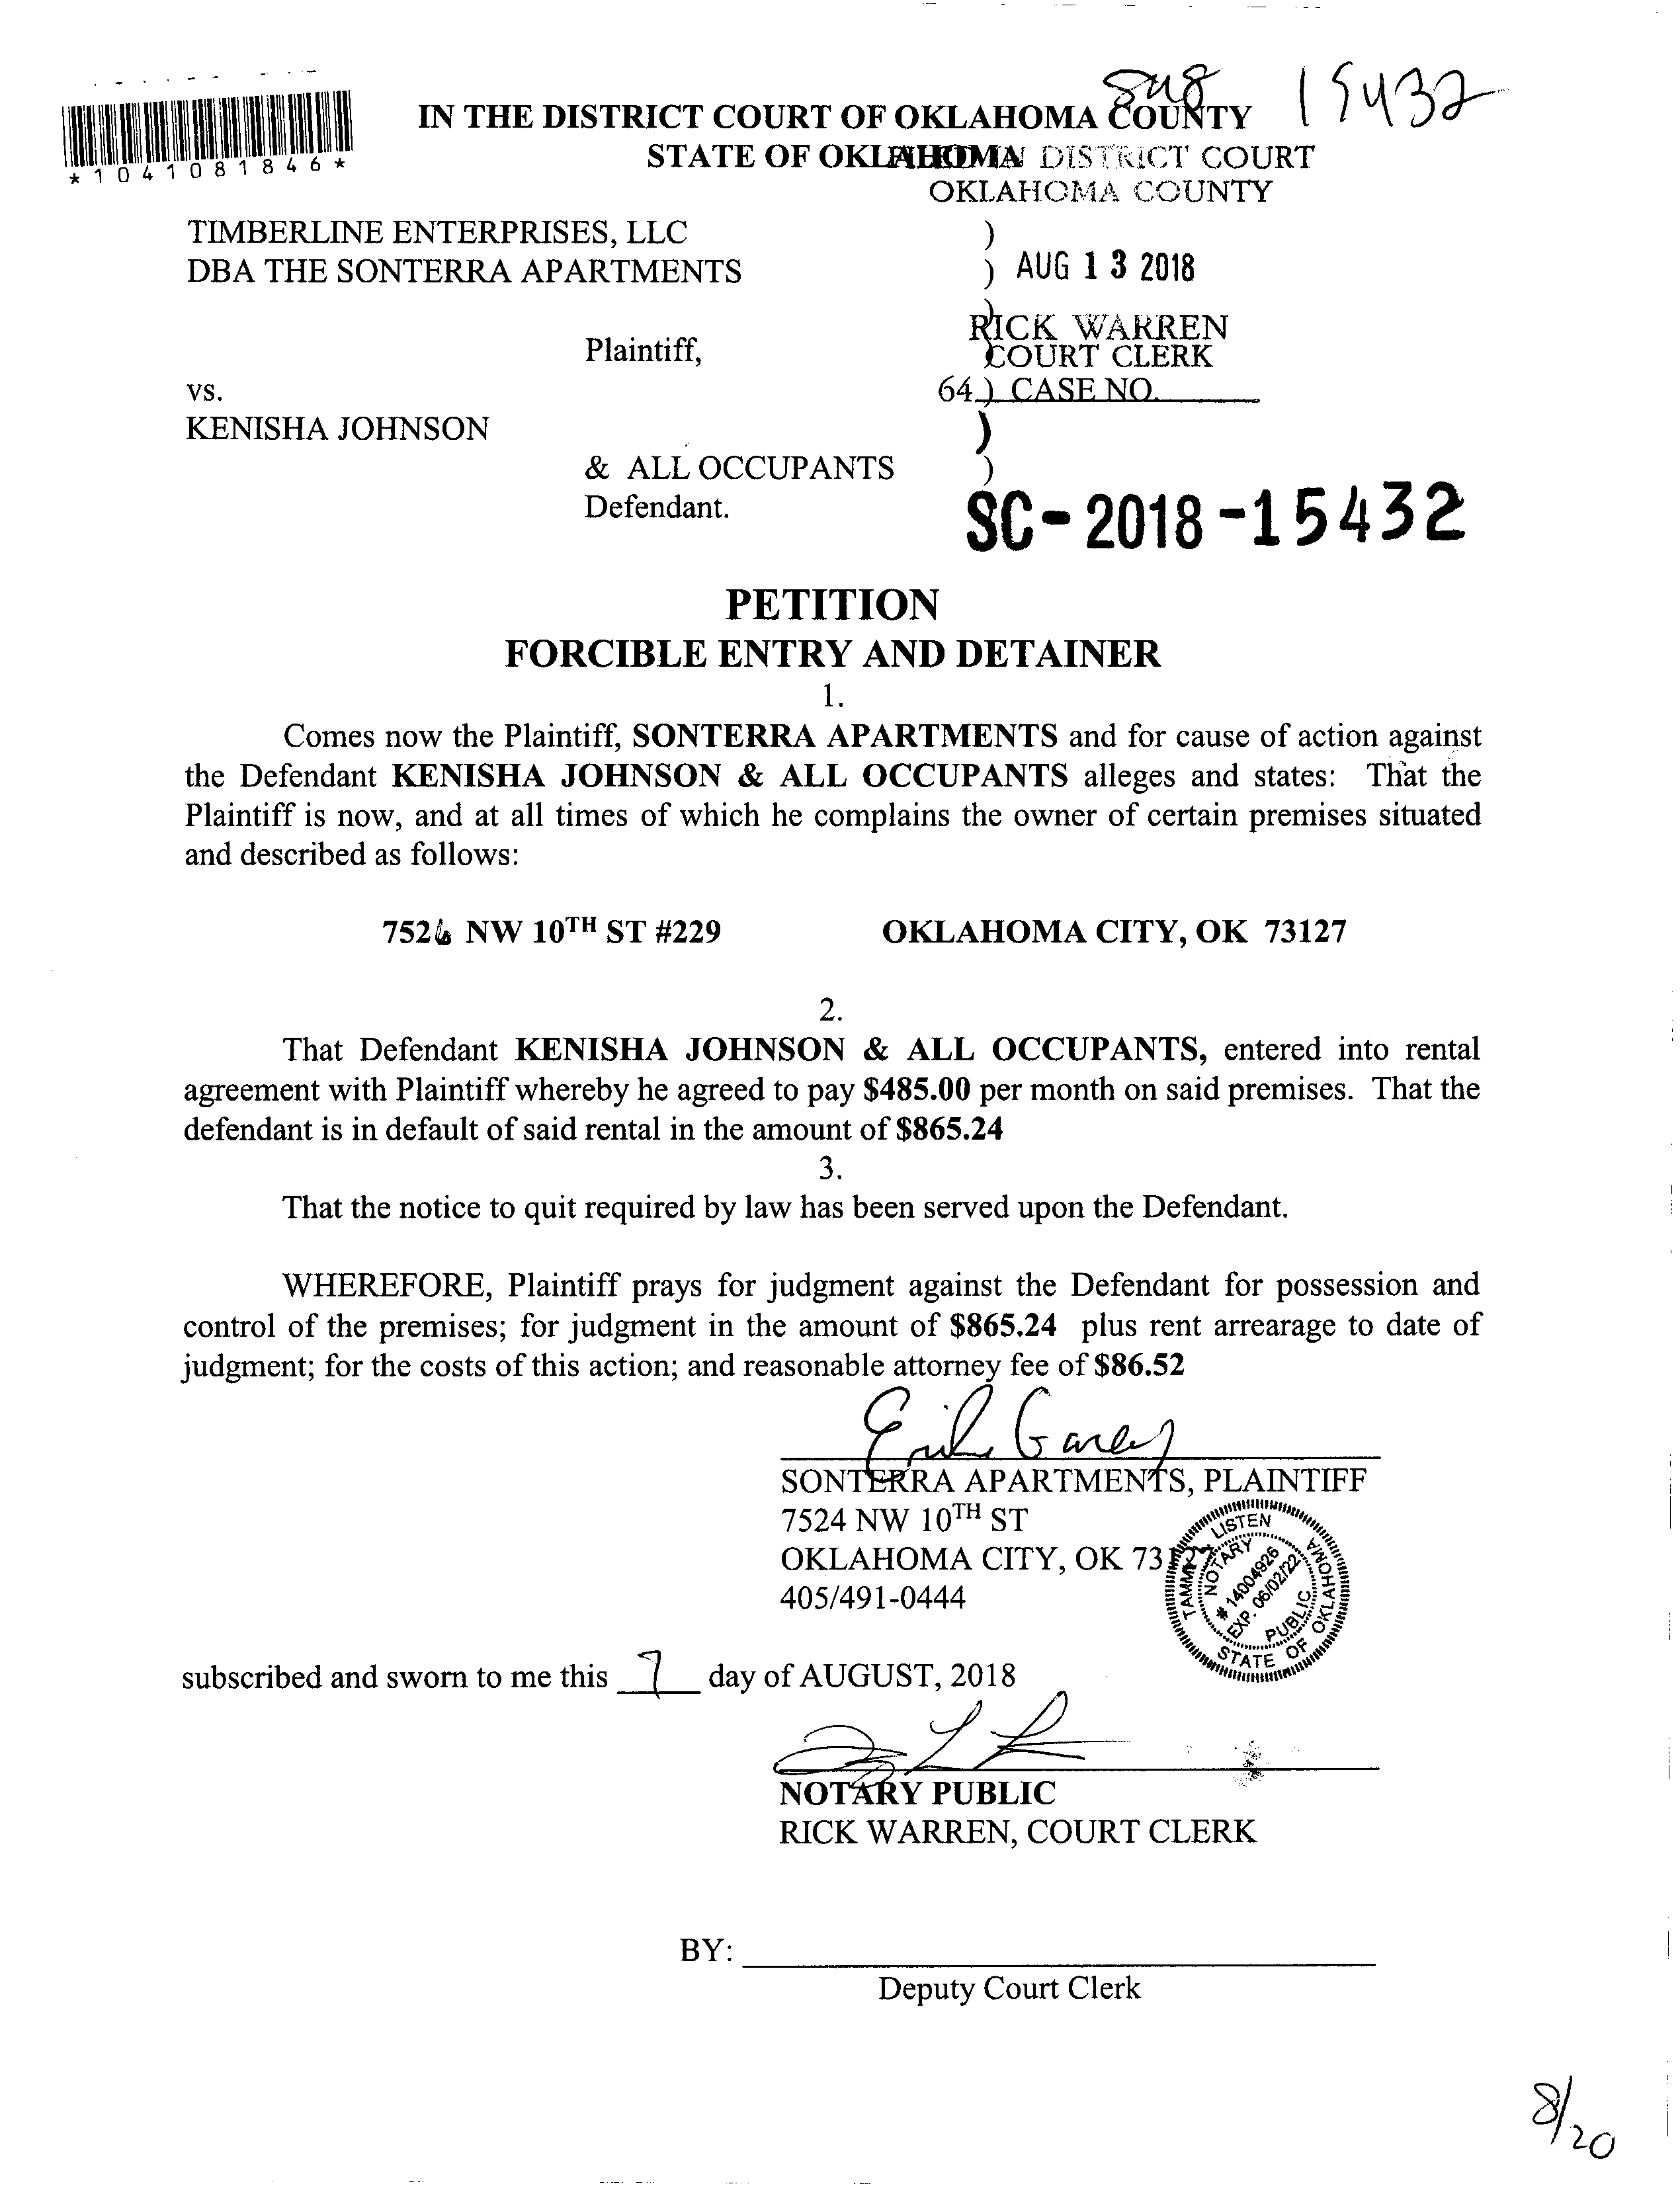 15432
IN THE DISTRICT COURT OF OKLAHOMA COUNTY
*1041081846*
STATE OF OKLAHOMA
DISTRICT COURT
OKLAHOMA COUNTY
TIMBERLINE ENTERPRISES, LLC )
DBA THE SONTERRA APARTMENTS ) AUG 13 2018
)
RICK WARREN
Plaintiff, )
COURT CLERK
vs. 64 ) CASE NO.
KENISHA JOHNSON )
& ALL OCCUPANTS )
Defendant.
SC-2018-15432
PETITION
FORCIBLE ENTRY AND DETAINER
1.
Comes now the Plaintiff, SONTERRA APARTMENTS and for cause of action against
the Defendant KENISHA JOHNSON & ALL OCCUPANTS alleges and states: That the
Plaintiff is now, and at all times of which he complains the owner of certain premises situated
and described as follows:
7526 NW 10TH ST #229 OKLAHOMA CITY, OK 73127
2.
That Defendant KENISHA JOHNSON & ALL OCCUPANTS, entered into rental
agreement with Plaintiff whereby he agreed to pay $485.00 per month on said premises. That the
defendant is in default of said rental in the amount of $865.24
3.
That the notice to quit required by law has been served upon the Defendant.
WHEREFORE, Plaintiff prays for judgment against the Defendant for possession and
control of the premises; for judgment in the amount of $865.24 plus rent arrearage to date of
judgment; for the costs of this action; and reasonable attorney fee of $86.52
SONTERRA APARTMENTS, PLAINTIFF
7524 NW 10TH ST
OKLAHOMA CITY, OK 73127
405/491-0444
TAMMY LISTEN
NOTARY
# 14004926
EXP. 06/02/22
PUBLIC
STATE OF OKLAHOMA
subscribed and sworn to me this 7 day of AUGUST, 2018
NOTARY PUBLIC
RICK WARREN, COURT CLERK
BY:
Deputy Court Clerk
8/20